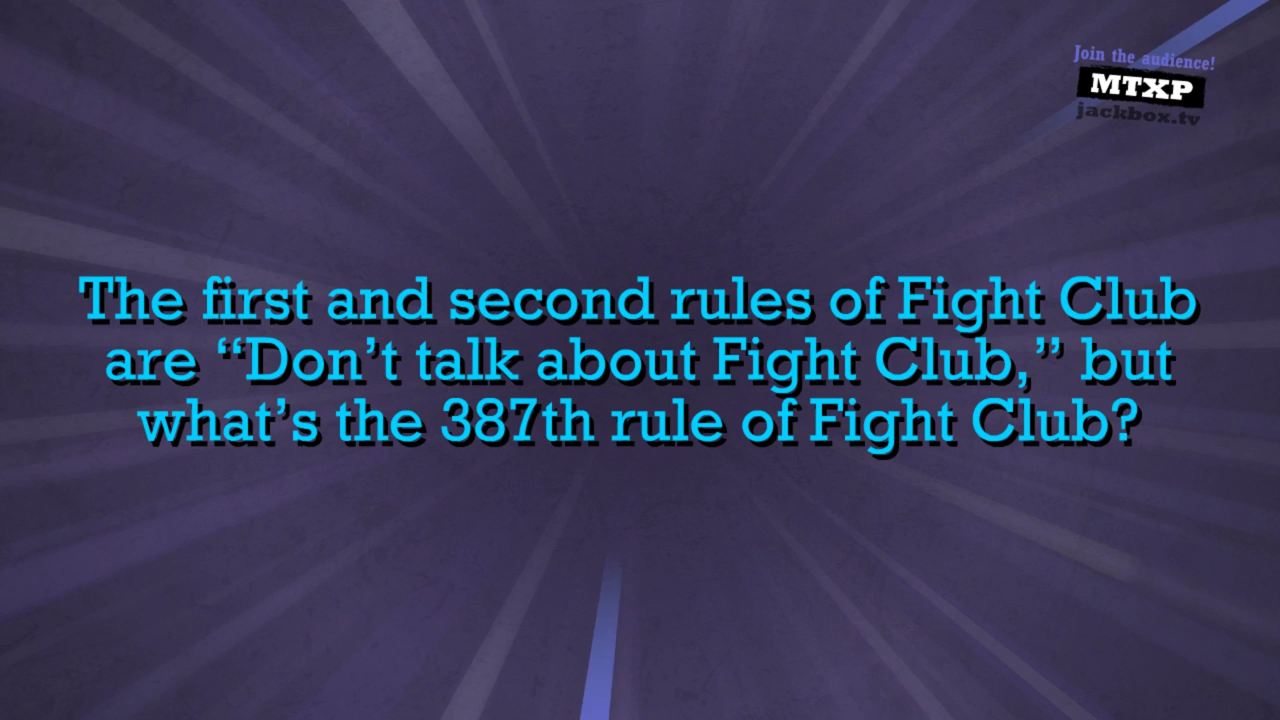 Join the audience!
MTXP
jackbox.tv
The first and second rules of Fight Club
are “Don’t talk about Fight Club,” but
what’s the 387th rule of Fight Club?